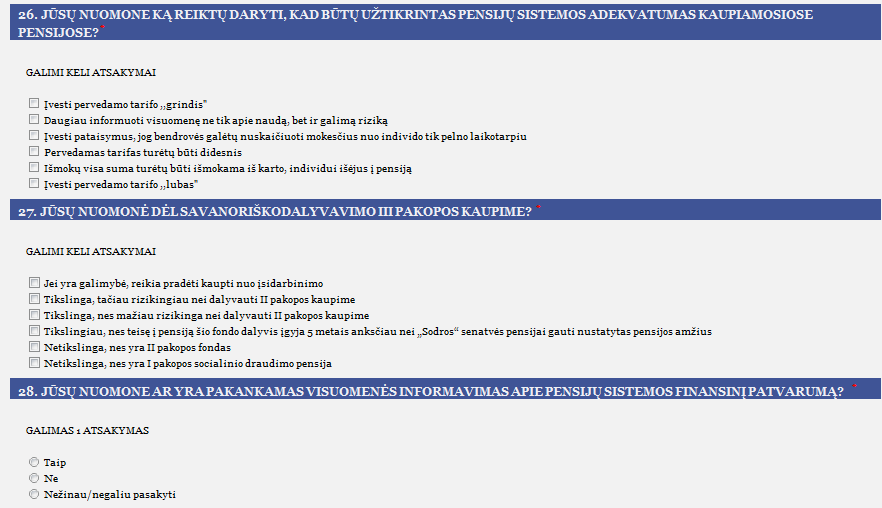 26. JŪSŲ NUOMONE KĄ REIKTŲ DARYTI, KAD BŪTŲ UŽTIKRINTAS PENSIJŲ SISTEMOS ADEKVATUMAS KAUPIAMOSIOSE
PENSIJOSE?*
GALIMI KELI ATSAKYMAI
Įvesti pervedamo tarifo ,,grindis"
Daugiau informuoti visuomenę ne tik apie naudą, bet ir galimą riziką
Įvesti pataisymus, jog bendrovės galėtų nuskaičiuoti mokesčius nuo individo tik pelno laikotarpiu
Pervedamas tarifas turėtų būti didesnis
Išmokų visa suma turėtų būti išmokama iš karto, individui išėjus į pensiją
Įvesti pervedamo tarifo ,,lubas"
27. JŪSŲ NUOMONĖ DĖL SAVANORIŠKODALYVAVIMO III PAKOPOS KAUPIME? *
GALIMI KELI ATSAKYMAI
Jei yra galimybė, reikia pradėti kaupti nuo įsidarbinimo
Tikslinga, tačiau rizikingiau nei dalyvauti II pakopos kaupime
Tikslinga, nes mažiau rizikinga nei dalyvauti II pakopos kaupime
Tikslingiau, nes teisę į pensiją šio fondo dalyvis įgyja 5 metais anksčiau nei „Sodros“ senatvės pensijai gauti nustatytas pensijos amžius
Netikslinga, nes yra II pakopos fondas
Netikslinga, nes yra I pakopos socialinio draudimo pensija
28. JŪSŲ NUOMONE AR YRA PAKANKAMAS VISUOMENĖS INFORMAVIMAS APIE PENSIJŲ SISTEMOS FINANSINĮ PATVARUMĄ? *
GALIMAS 1 ATSAKYMAS
Taip
Ne
Nežinau/negaliu pasakyti